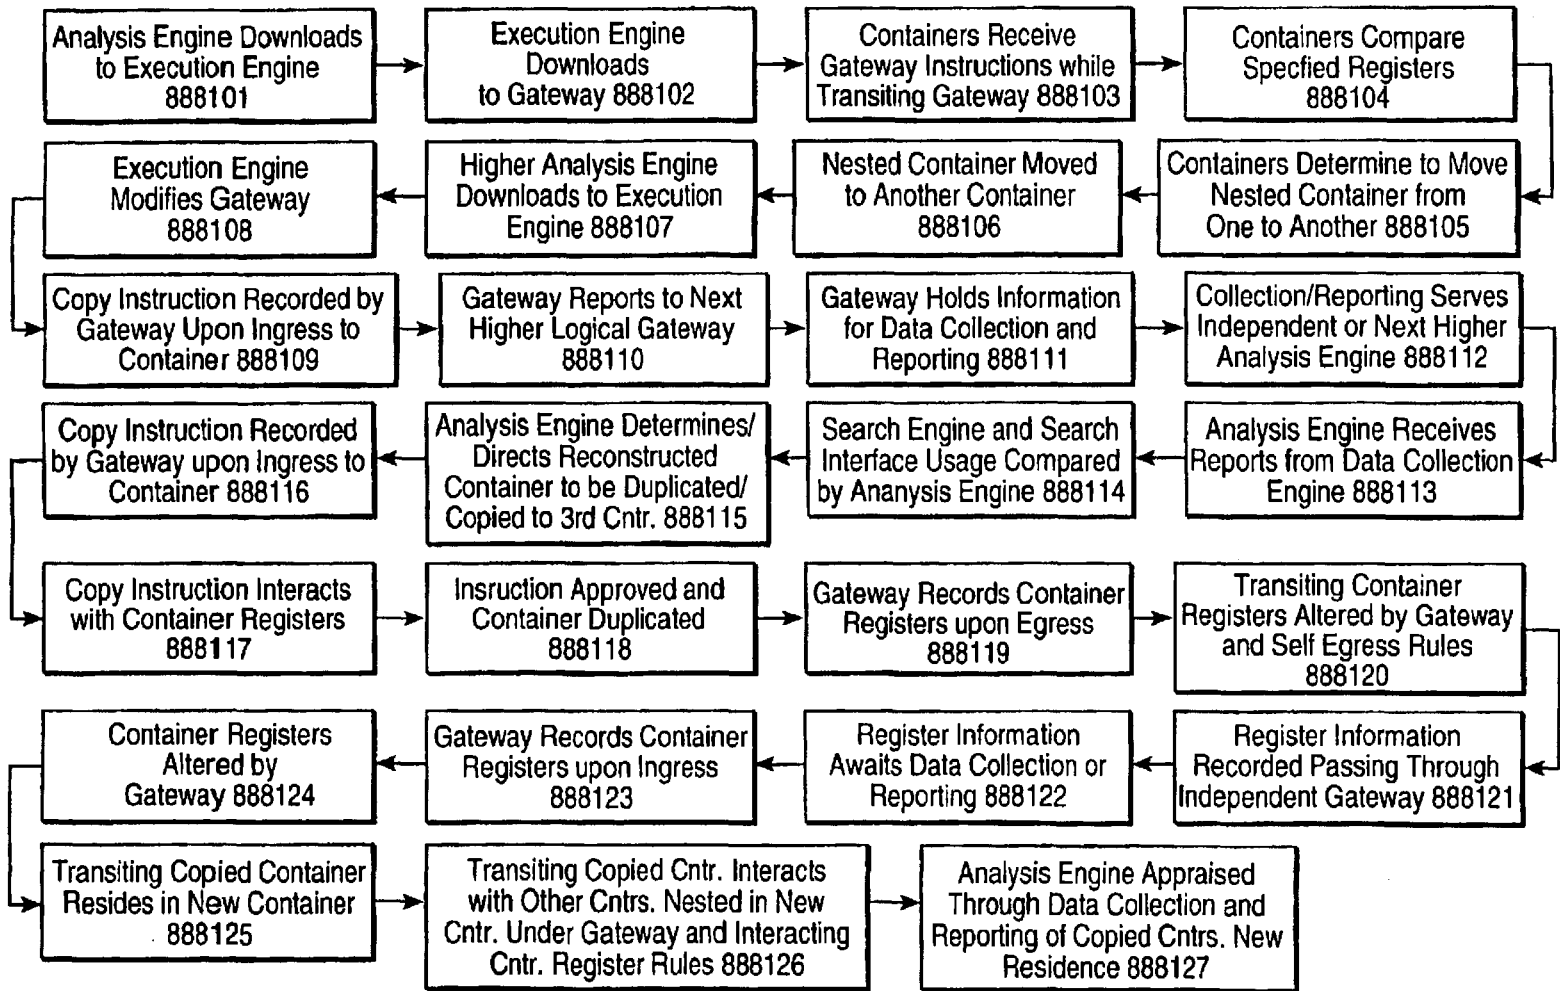 Analysis Engine Downloads
to Execution Engine
888101
Execution Engine
Downloads
to Gateway 888102
Containers Receive
Gateway Instructions while
Transiting Gateway 888103
Containers Compare
Specfied Registers
888104
Containers Determine to Move
Nested Container from
One to Another 888105
Nested Container Moved
to Another Container
888106
Higher Analysis Engine
Downloads to Execution
Engine 888107
Execution Engine
Modifies Gateway
888108
Copy Instruction Recorded by
Gateway Upon Ingress to
Container 888109
Gateway Reports to Next
Higher Logical Gateway
888110
Gateway Holds Information
for Data Collection and
Reporting 888111
Collection/Reporting Serves
Independent or Next Higher
Analysis Engine 888112
Analysis Engine Receives
Reports from Data Collection
Engine 888113
Search Engine and Search
Interface Usage Compared
by Ananysis Engine 888114
Analysis Engine Determines/
Directs Reconstructed
Container to be Duplicated/
Copied to 3rd Cntr. 888115
Copy Instruction Recorded
by Gateway upon Ingress to
Container 888116
Copy Instruction Interacts
with Container Registers
888117
Insruction Approved and
Container Duplicated
888118
Gateway Records Container
Registers upon Egress
888119
Transiting Container
Registers Altered by Gateway
and Self Egress Rules
888120
Register Information
Recorded Passing Through
Independent Gateway 888121
Register Information
Awaits Data Collection or
Reporting 888122
Gateway Records Container
Registers upon Ingress
888123
Container Registers
Altered by
Gateway 888124
Transiting Copied Container
Resides in New Container
888125
Transiting Copied Cntr. Interacts
with Other Cntrs. Nested in New
Cntr. Under Gateway and Interacting
Cntr. Register Rules 888126
Analysis Engine Appraised
Through Data Collection and
Reporting of Copied Cntrs. New
Residence 888127